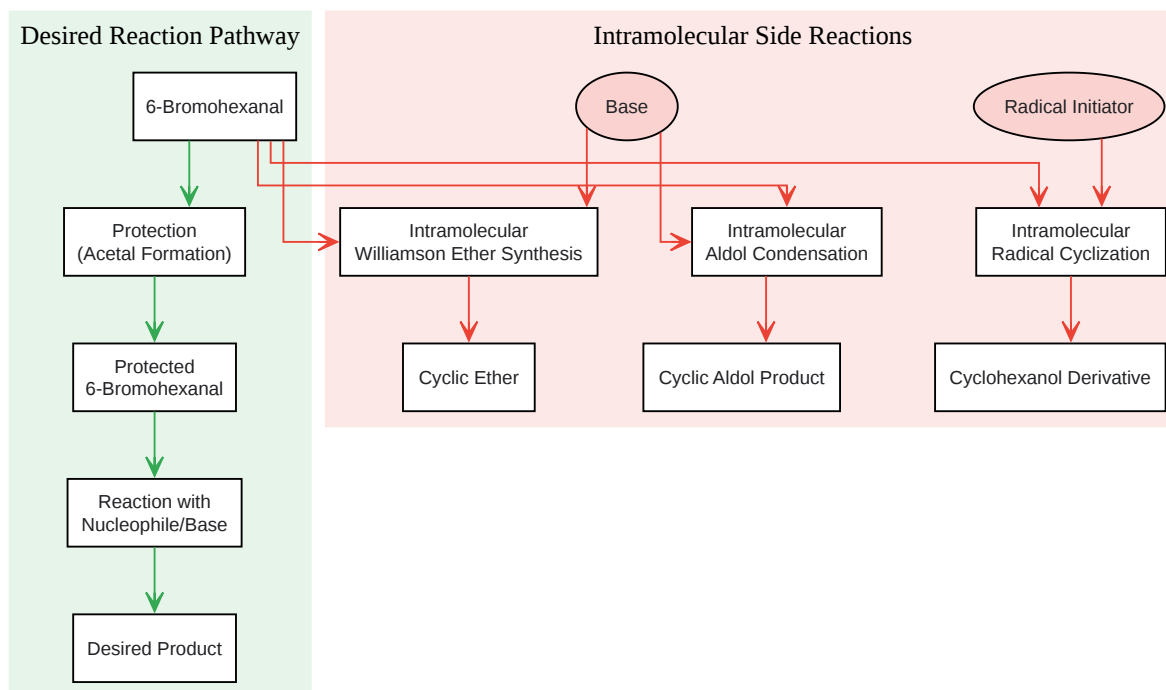 Desired Reaction Pathway
6-Bromohexanal
Protection
(Acetal Formation)
Protected
6-Bromohexanal
Reaction with
Nucleophile/Base
Desired Product
Intramolecular Side Reactions
Base
Radical Initiator
Intramolecular
Williamson Ether Synthesis
Intramolecular
Aldol Condensation
Intramolecular
Radical Cyclization
Cyclic Ether
Cyclic Aldol Product
Cyclohexanol Derivative